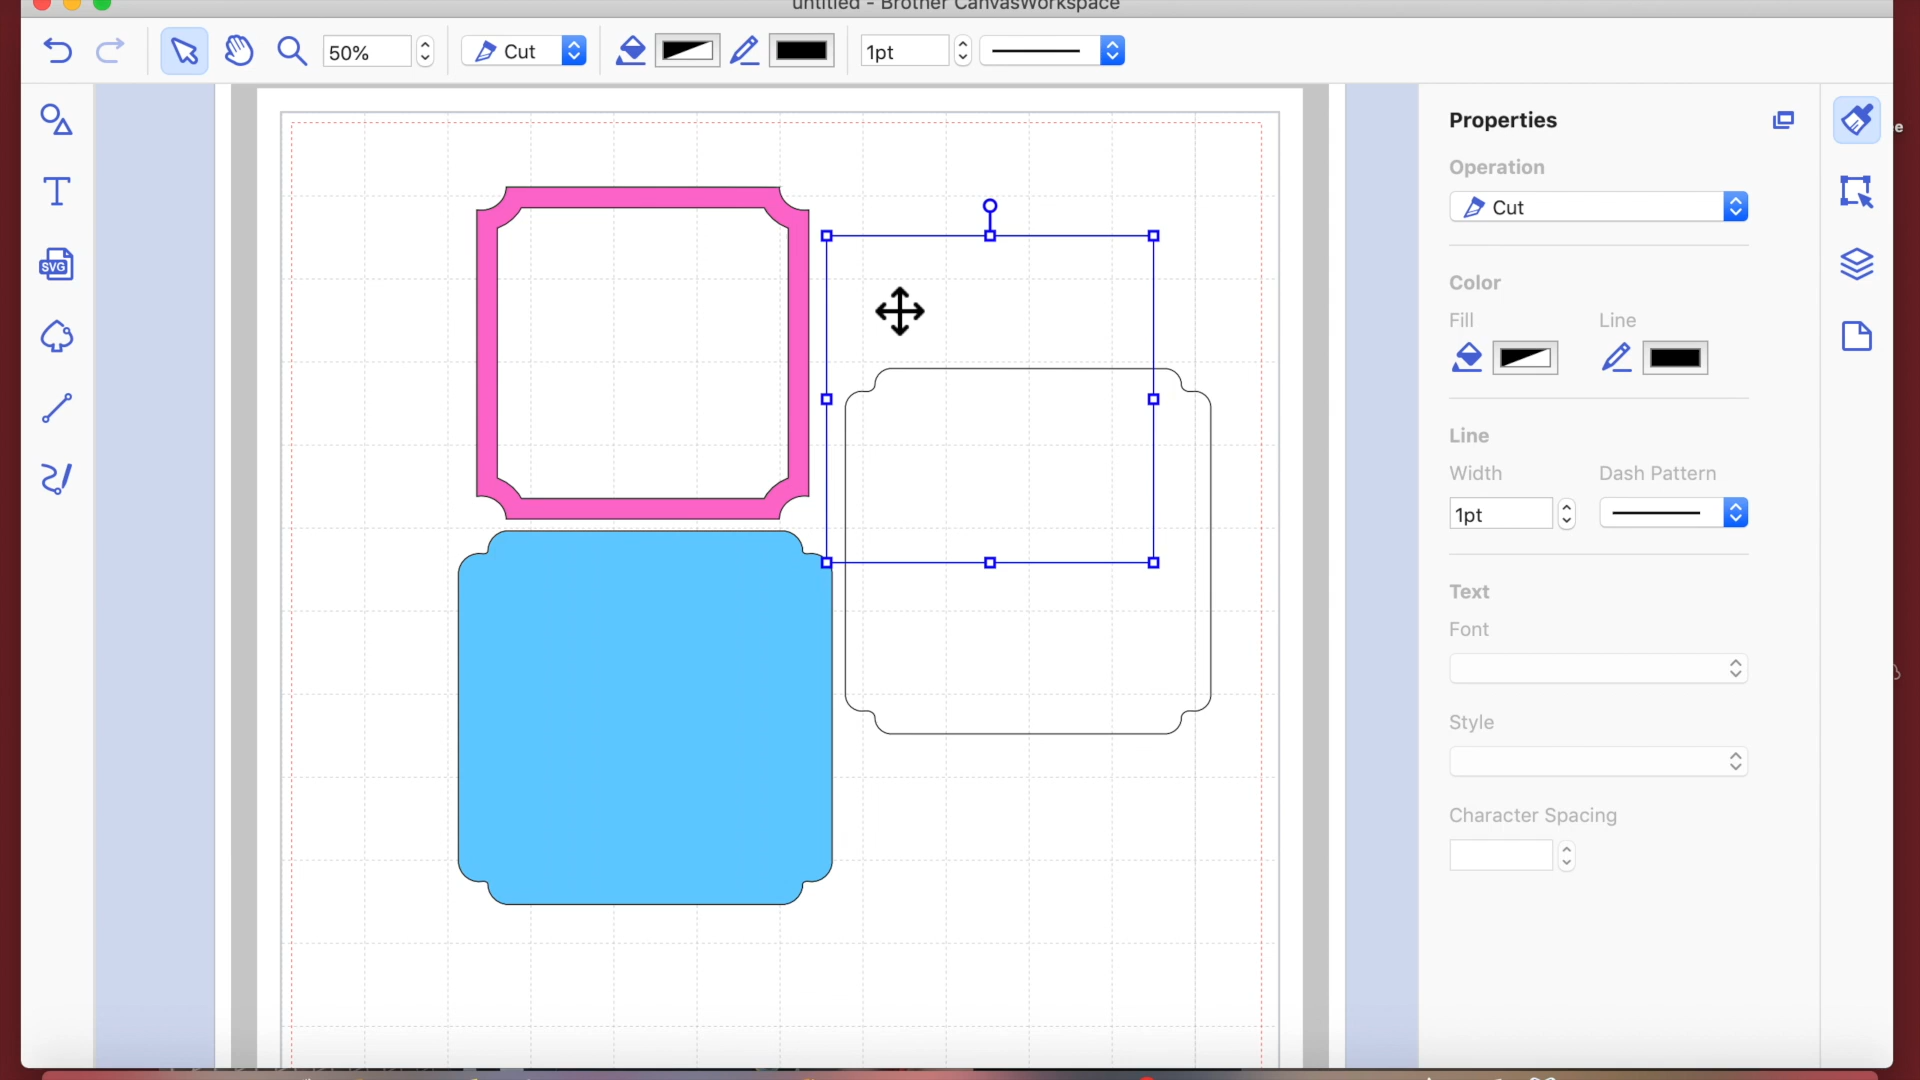 untitled - Brother CanvasWorkspace
50%
Cut
1pt
T
SVG
Properties
Operation
Cut
Color
Fill
Line
Line
Width
Dash Pattern
1pt
Text
Font
Style
Character Spacing